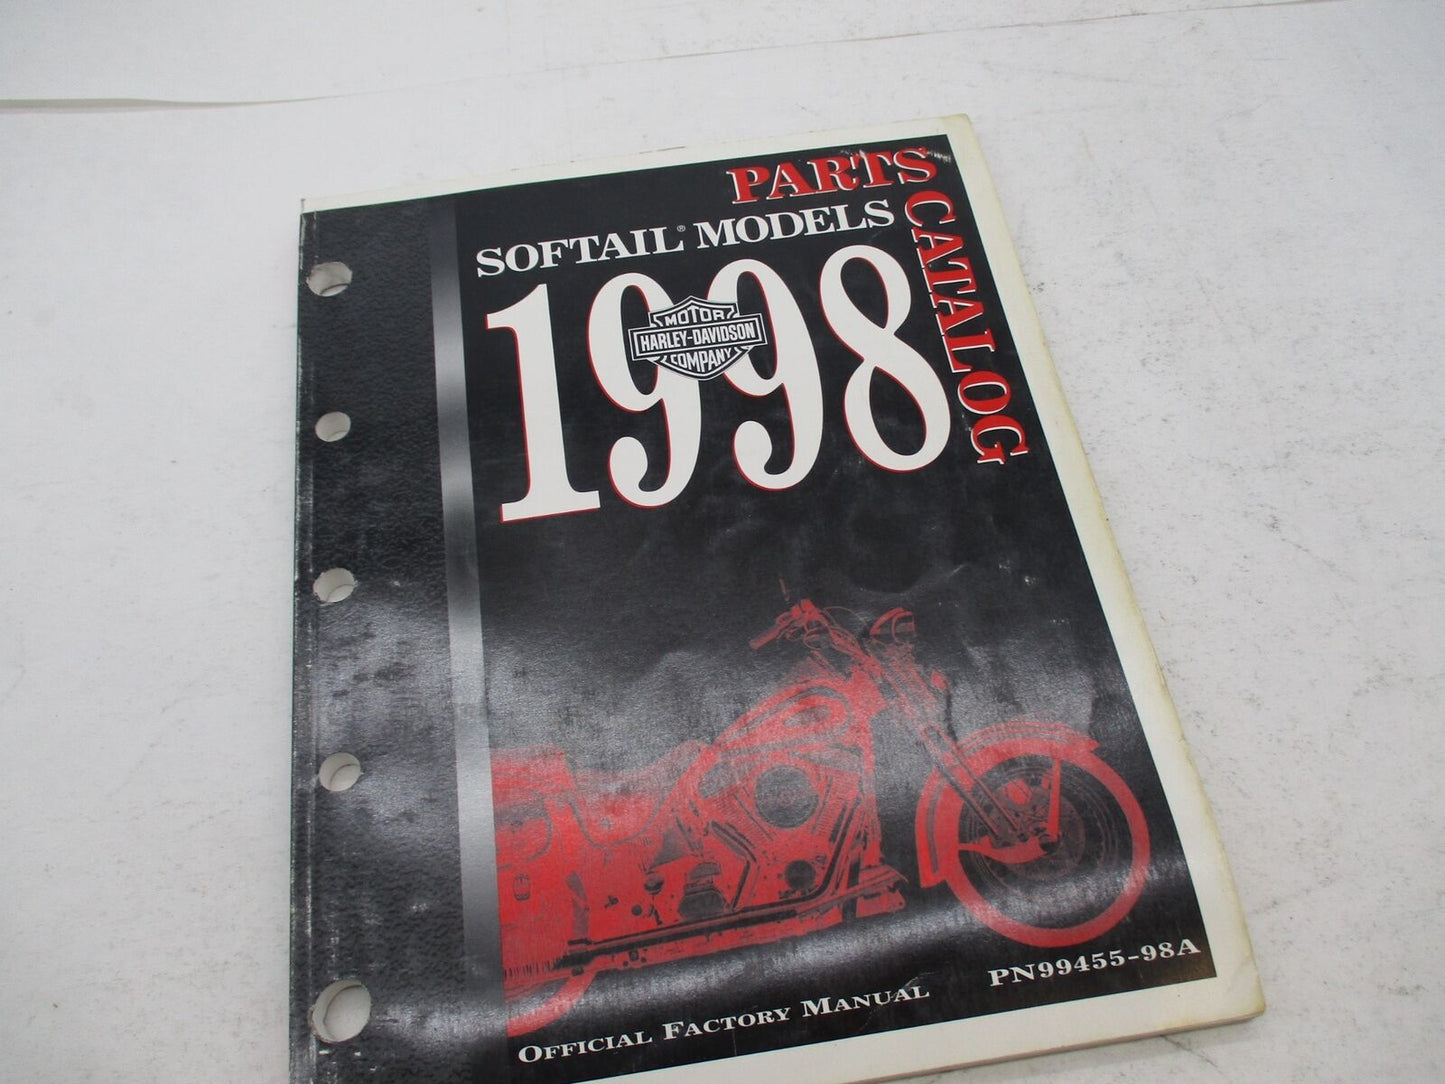 PARTS
CATALOG
SOFTAIL® MODELS
1998
MOTOR
HARLEY-DAVIDSON
COMPANY
PN99455-98A
OFFICIAL FACTORY MANUAL